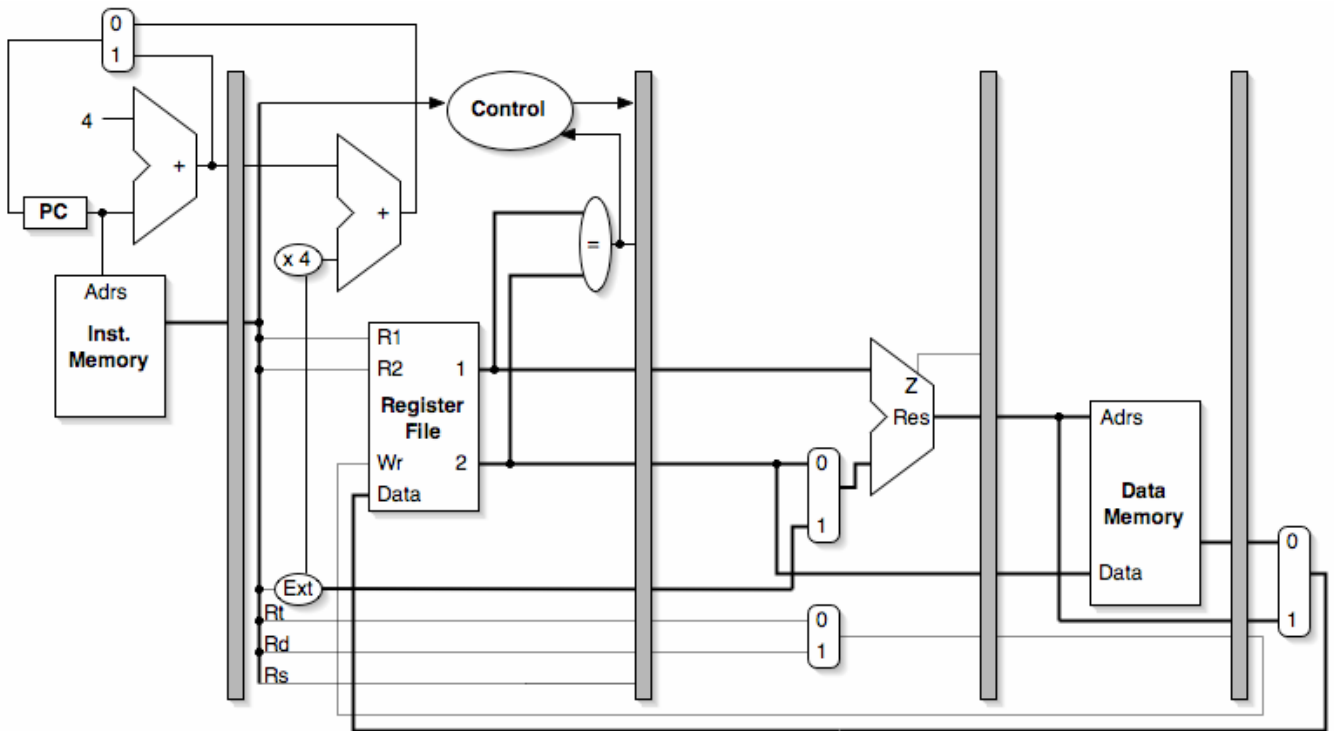 0
1
4
+
PC
Adrs
Inst.
Memory
Control
+
x 4
=
R1
R2
1
Register
File
Wr
2
Data
Ext
Rt
Rd
Rs
Z
Res
0
1
0
1
Adrs
Data
Memory
Data
0
1